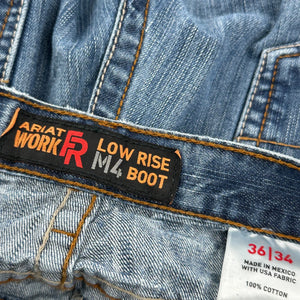 ARIAT
WORK FR
LOW RISE
M4 BOOT
36|34
MADE IN MEXICO
WITH USA FABRIC
100% COTTON